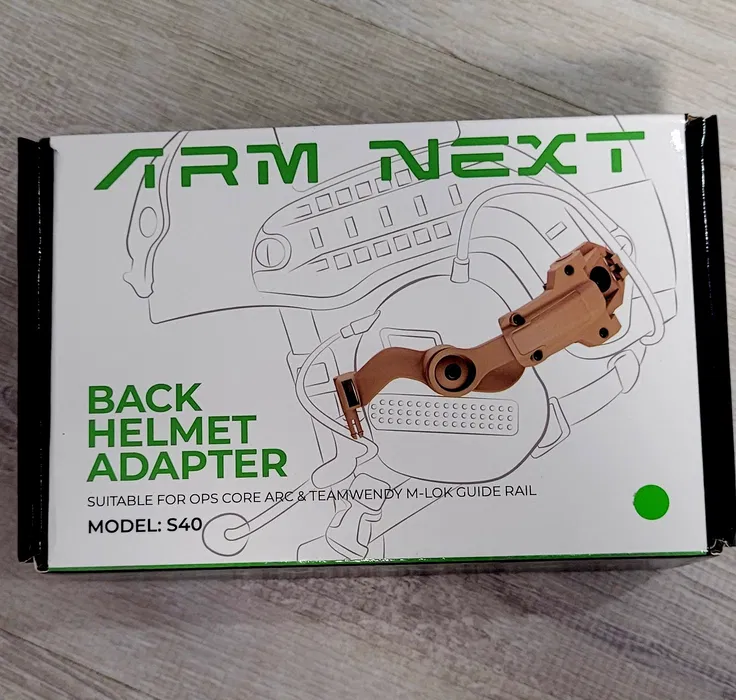 ARM NEXT
BACK
HELMET
ADAPTER
SUITABLE FOR OPS CORE ARC & TEAMWENDY M-LOK GUIDE RAIL
MODEL: S40